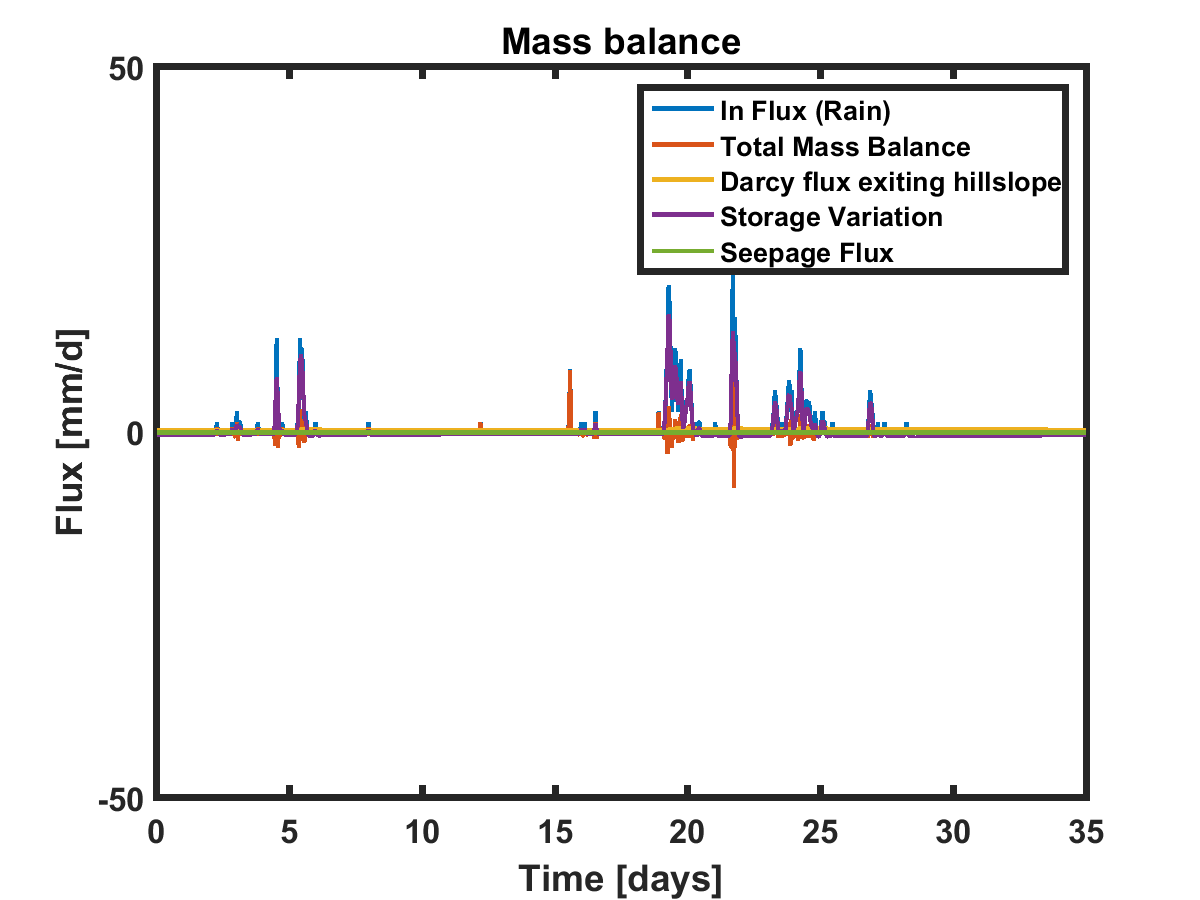 Mass balance
50
In Flux (Rain)
Total Mass Balance
Darcy flux exiting hillslope
Storage Variation
Seepage Flux
Flux [mm/d]
0
-50
0 5 10 15 20 25 30 35
Time [days]